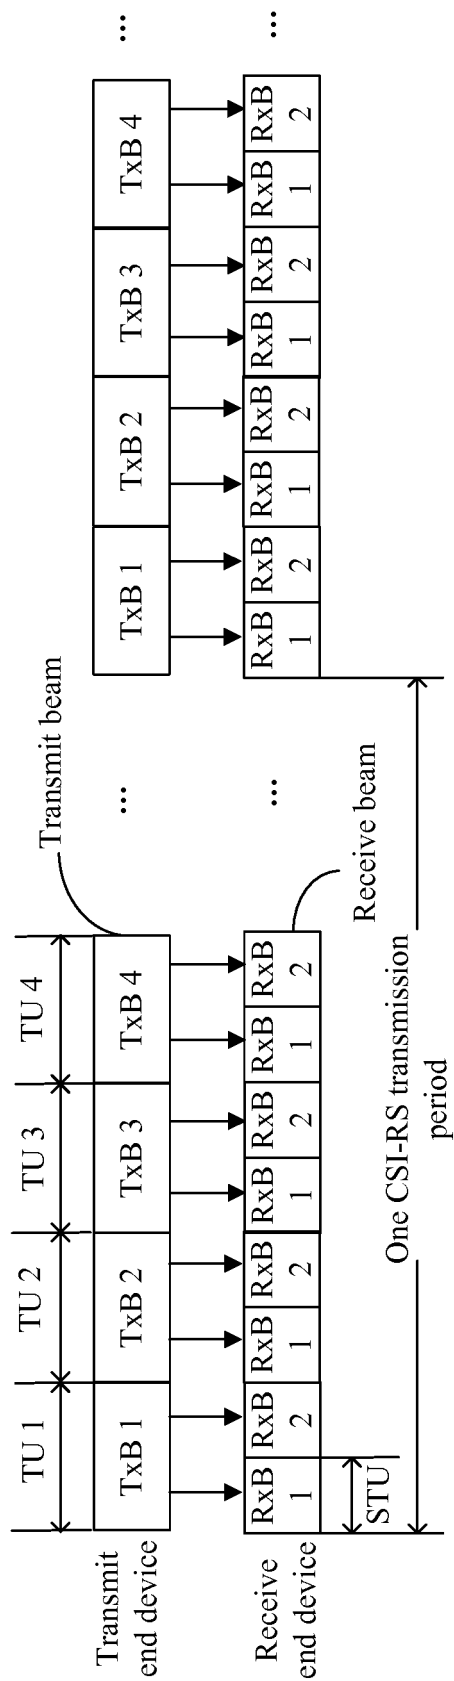 TU 1 TU 2 TU 3 TU 4
Transmit beam
Transmit
end device
TxB 1 TxB 2 TxB 3 TxB 4 ... TxB 1 TxB 2 TxB 3 TxB 4 ...
Receive
end device
RxB RxB RxB RxB RxB RxB RxB RxB ... RxB RxB RxB RxB RxB RxB RxB RxB ...
1 2 1 2 1 2 1 2 1 2 1 2 1 2 1 2
STU
Receive beam
One CSI-RS transmission
period